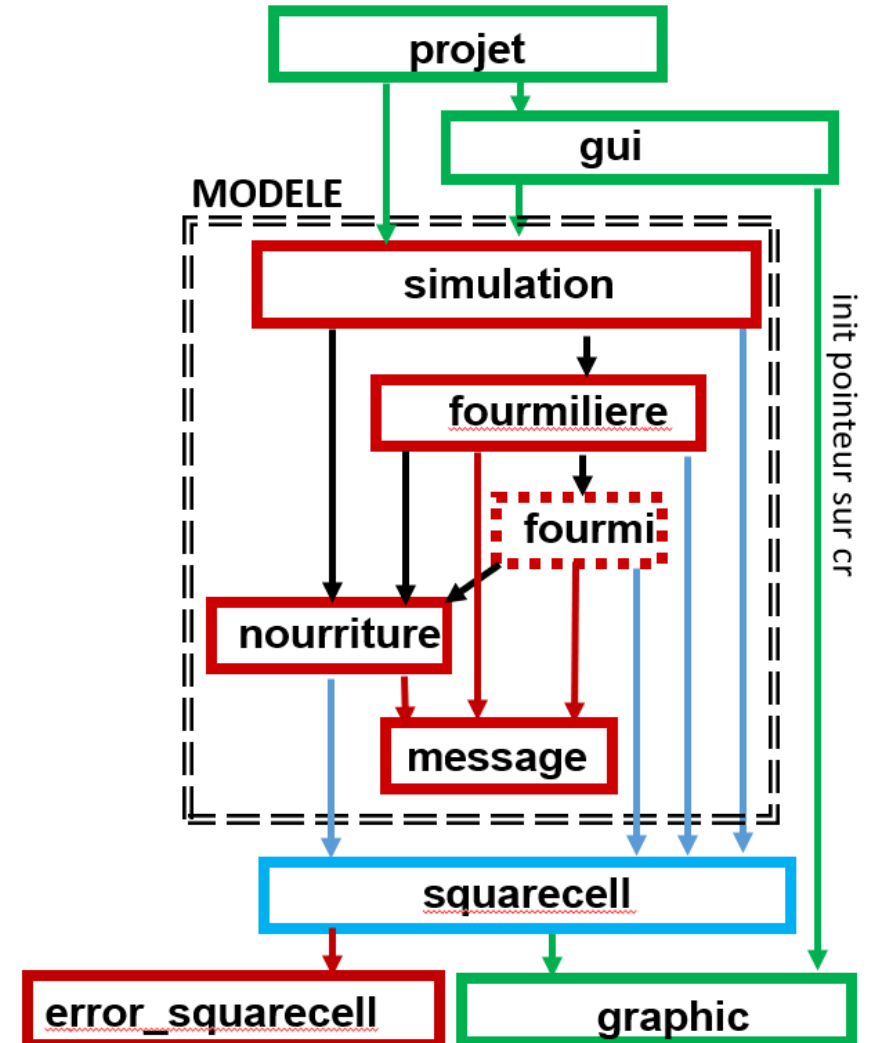 projet
gui
MODELE
simulation
init pointeur sur cr
fourmiliere
fourmi
nourriture
message
squarecell
error_squarecell
graphic